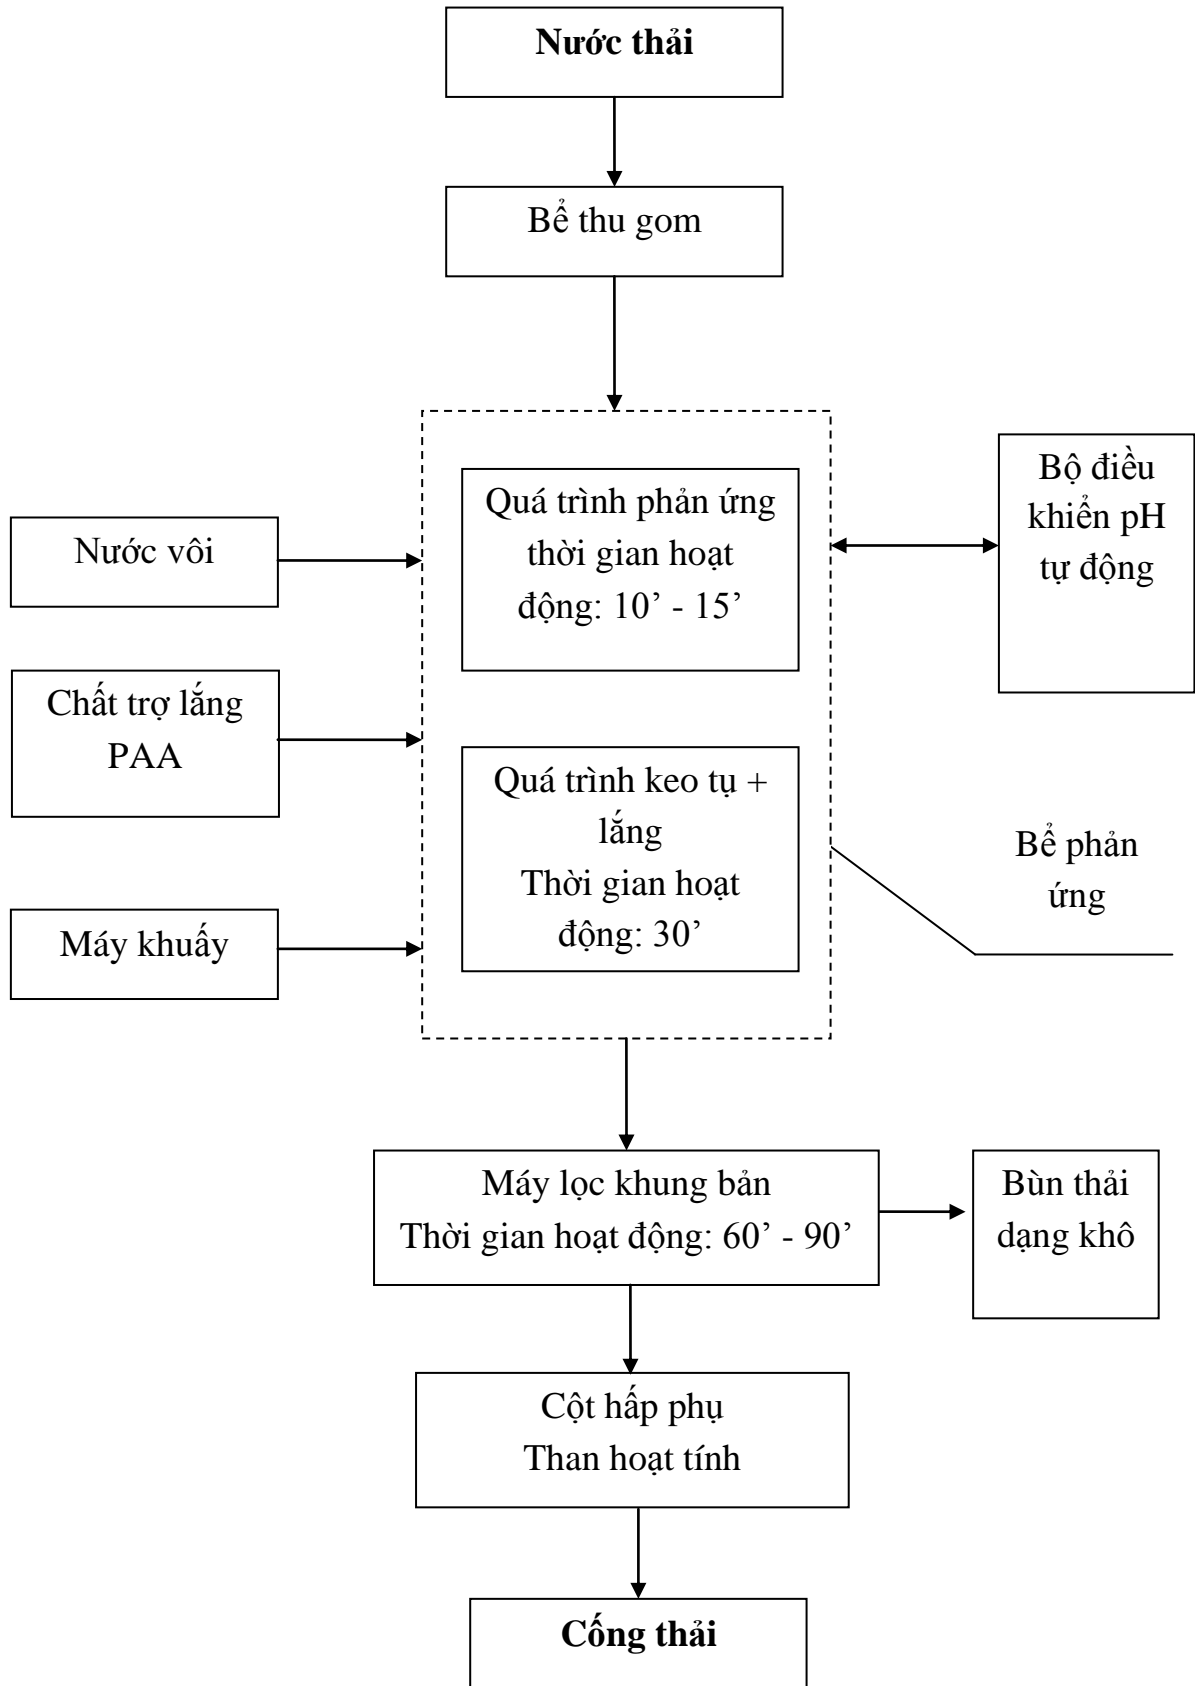 Nước thải
Bể thu gom
Quá trình phản ứng
thời gian hoạt
động: 10’ - 15’
Bộ điều
khiển pH
tự động
Nước vôi
Chất trợ lắng
PAA
Quá trình keo tụ +
lắng
Thời gian hoạt
động: 30’
Bể phản
ứng
Máy khuấy
Máy lọc khung bản
Thời gian hoạt động: 60’ - 90’
Bùn thải
dạng khô
Cột hấp phụ
Than hoạt tính
Cống thải